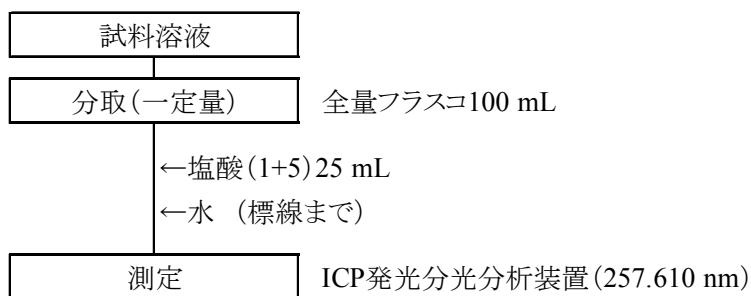 試料溶液
分取(一定量) 全量フラスコ100 mL
←塩酸(1+5)25 mL
←水 (標線まで)
測定 ICP発光分光分析装置(257.610 nm)